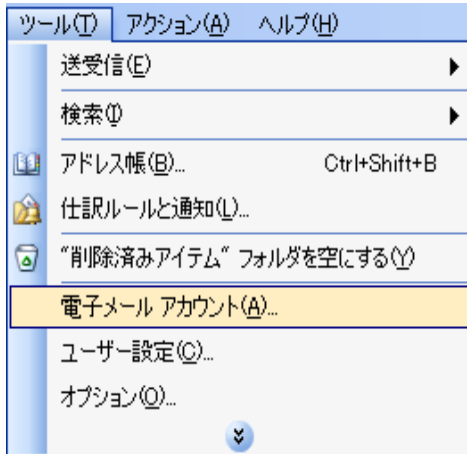 ツール(T) アクション(A) ヘルプ(H)
送受信(E)
検索(I)
アドレス帳(B)... Ctrl+Shift+B
仕訳ルールと通知(L)...
“削除済みアイテム” フォルダを空にする(Y)
電子メール アカウント(A)...
ユーザー設定(C)...
オプション(O)...